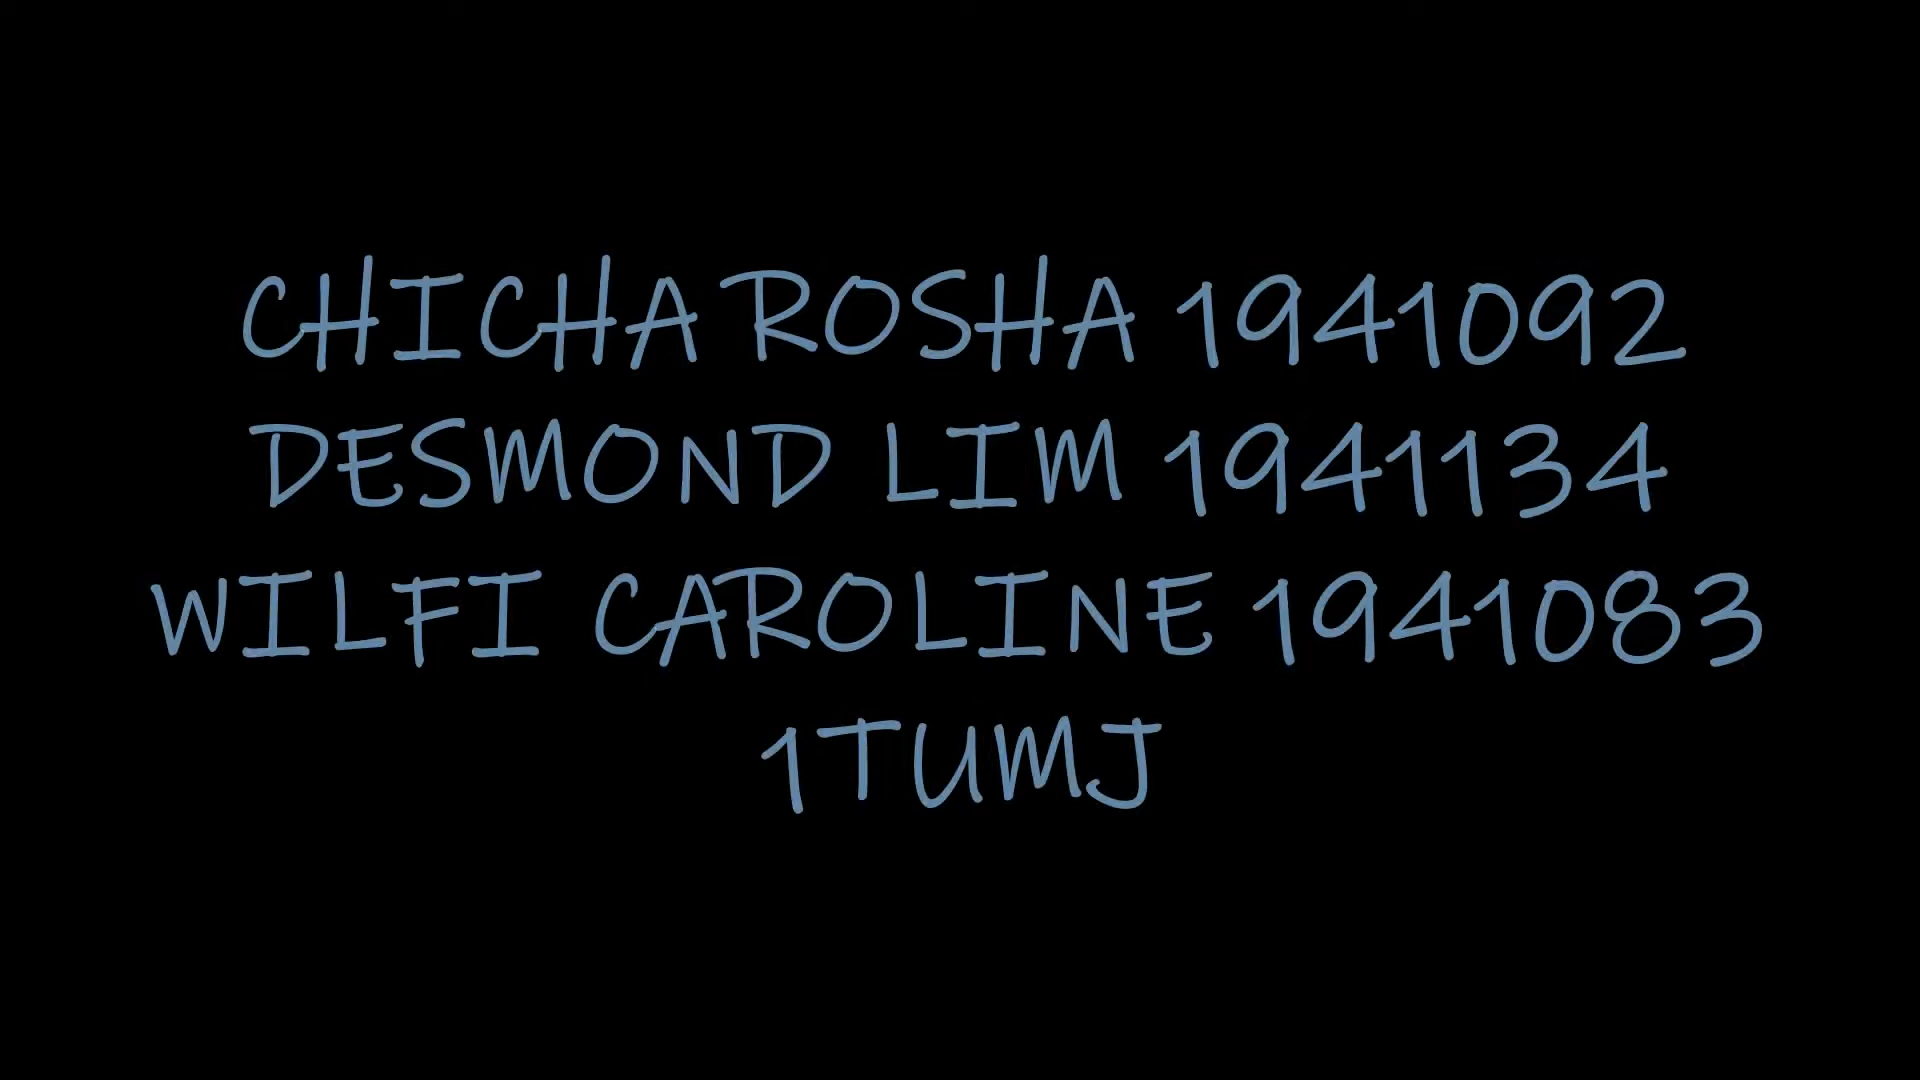 CHICHA ROSHA 1941092
DESMOND LIM 1941134
WILFI CAROLINE 1941083
1TUMJ